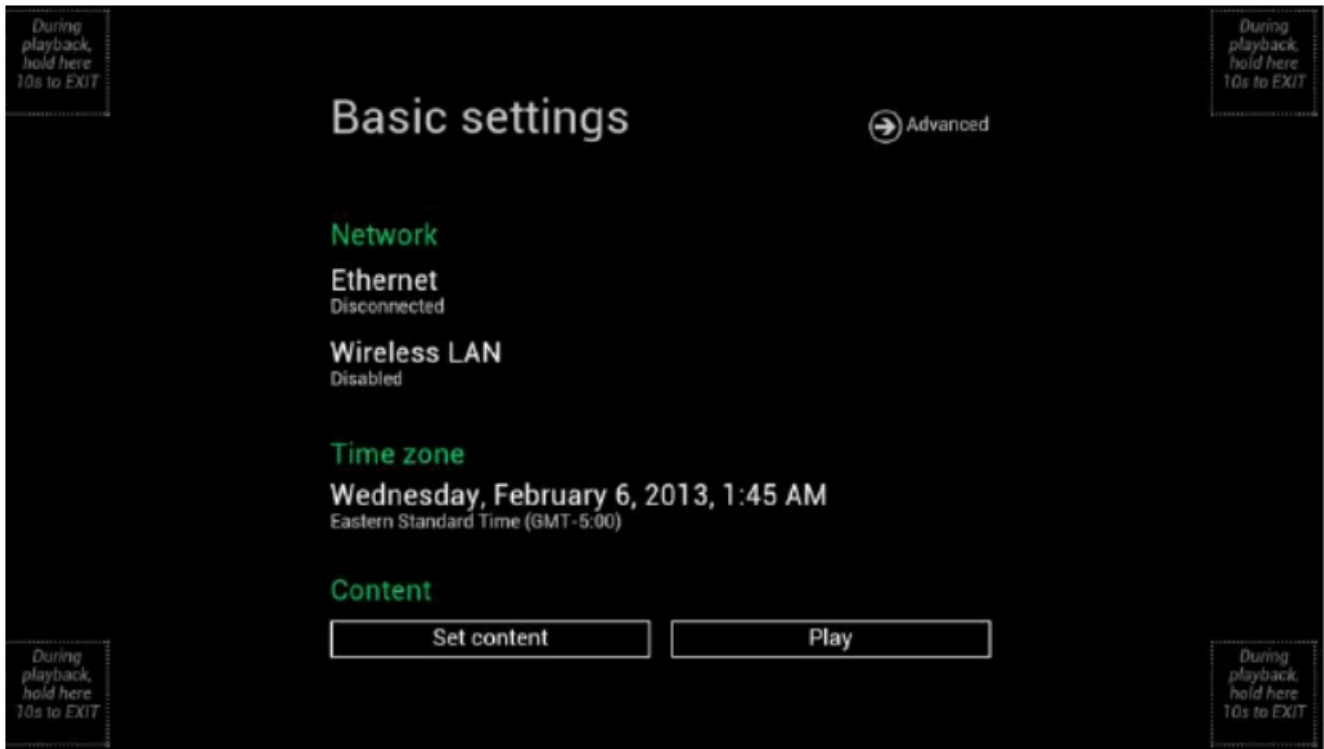 During
playback,
hold here
10s to EXIT
During
playback,
hold here
10s to EXIT
Basic settings
Advanced
Network
Ethernet
Disconnected
Wireless LAN
Disabled
Time zone
Wednesday, February 6, 2013, 1:45 AM
Eastern Standard Time (GMT-5:00)
Content
Set content
Play
During
playback,
hold here
10s to EXIT
During
playback,
hold here
10s to EXIT